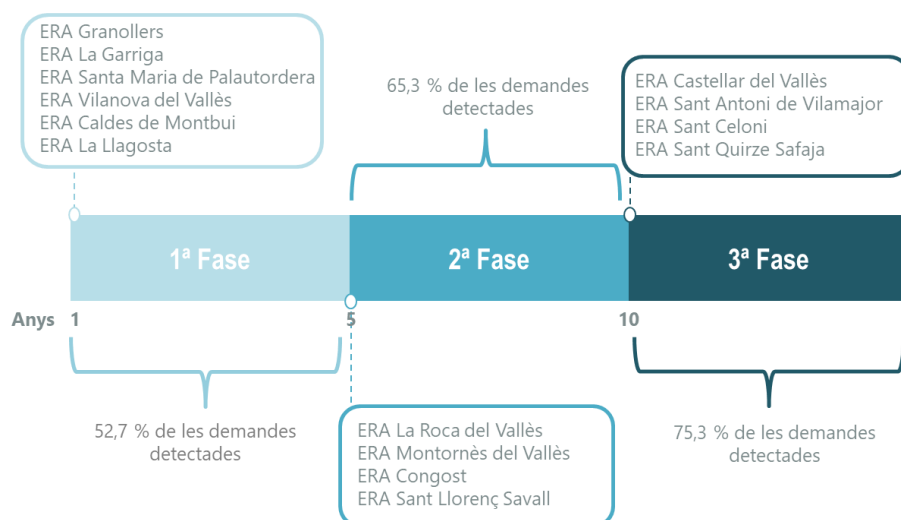 ERA Granollers
ERA La Garriga
ERA Santa Maria de Palautordera
ERA Vilanova del Vallès
ERA Caldes de Montbui
ERA La Llagosta
65,3 % de les demandes
detectades
ERA Castellar del Vallès
ERA Sant Antoni de Vilamajor
ERA Sant Celoni
ERA Sant Quirze Safaja
1ª Fase
2ª Fase
3ª Fase
Anys 1 5 10
52,7 % de les demandes
detectades
ERA La Roca del Vallès
ERA Montornès del Vallès
ERA Congost
ERA Sant Llorenç Savall
75,3 % de les demandes
detectades